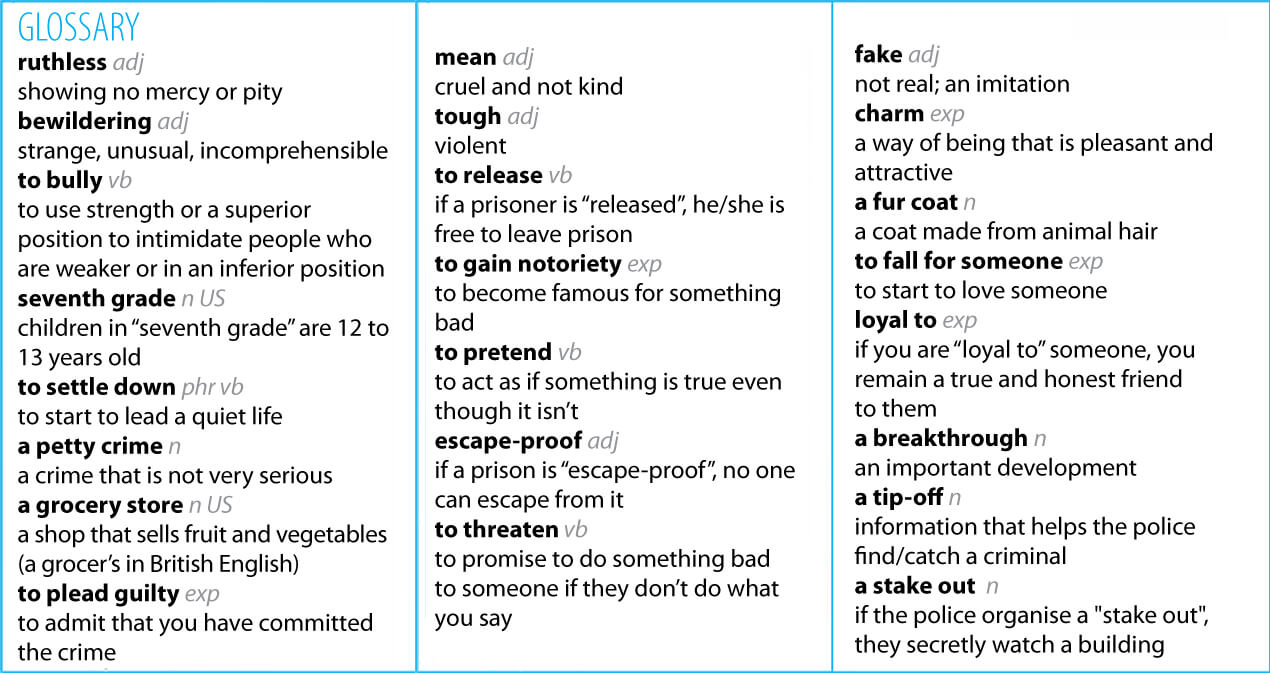 GLOSSARY
ruthless adj
showing no mercy or pity
bewildering adj
strange, unusual, incomprehensible
to bully vb
to use strength or a superior
position to intimidate people who
are weaker or in an inferior position
seventh grade n US
children in “seventh grade” are 12 to
13 years old
to settle down phr vb
to start to lead a quiet life
a petty crime n
a crime that is not very serious
a grocery store n US
a shop that sells fruit and vegetables
(a grocer’s in British English)
to plead guilty exp
to admit that you have committed
the crime
mean adj
cruel and not kind
tough adj
violent
to release vb
if a prisoner is “released”, he/she is
free to leave prison
to gain notoriety exp
to become famous for something
bad
to pretend vb
to act as if something is true even
though it isn’t
escape-proof adj
if a prison is “escape-proof”, no one
can escape from it
to threaten vb
to promise to do something bad
to someone if they don’t do what
you say
fake adj
not real; an imitation
charm exp
a way of being that is pleasant and
attractive
a fur coat n
a coat made from animal hair
to fall for someone exp
to start to love someone
loyal to exp
if you are “loyal to” someone, you
remain a true and honest friend
to them
a breakthrough n
an important development
a tip-off n
information that helps the police
find/catch a criminal
a stake out n
if the police organise a "stake out",
they secretly watch a building